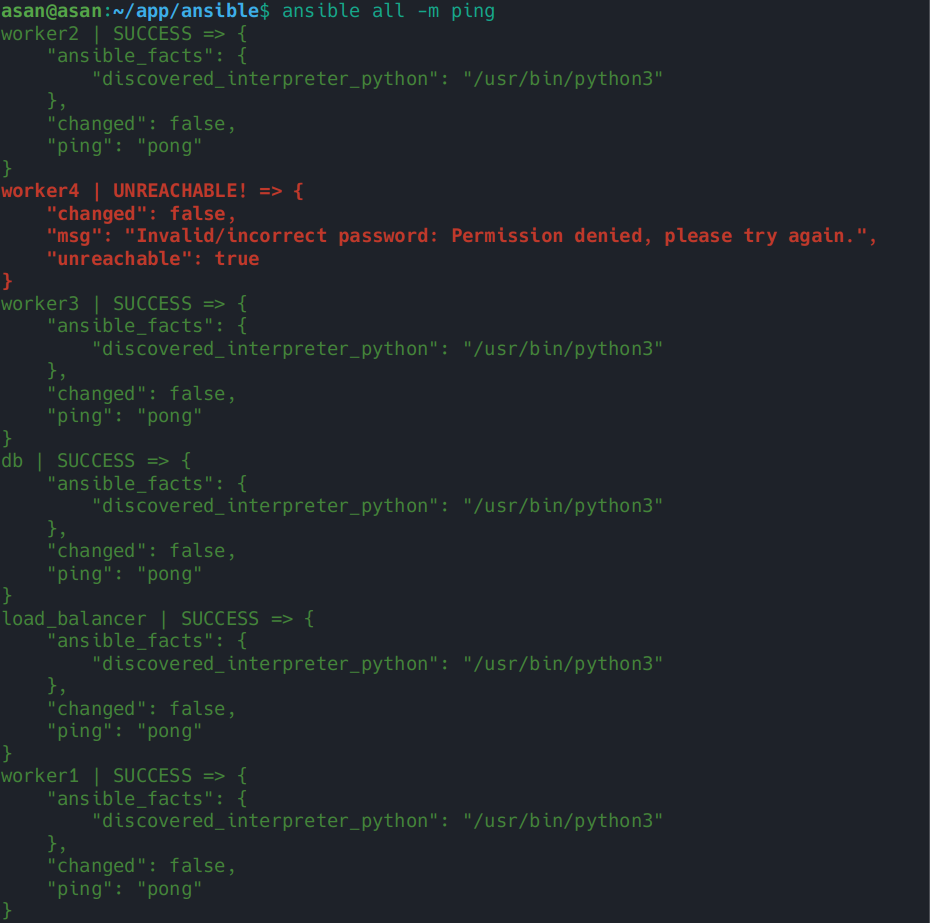 asan@asan:~/app/ansible$ ansible all -m ping
worker2 | SUCCESS => {
    "ansible_facts": {
        "discovered_interpreter_python": "/usr/bin/python3"
    },
    "changed": false,
    "ping": "pong"
}
worker4 | UNREACHABLE! => {
    "changed": false,
    "msg": "Invalid/incorrect password: Permission denied, please try again.",
    "unreachable": true
}
worker3 | SUCCESS => {
    "ansible_facts": {
        "discovered_interpreter_python": "/usr/bin/python3"
    },
    "changed": false,
    "ping": "pong"
}
db | SUCCESS => {
    "ansible_facts": {
        "discovered_interpreter_python": "/usr/bin/python3"
    },
    "changed": false,
    "ping": "pong"
}
load_balancer | SUCCESS => {
    "ansible_facts": {
        "discovered_interpreter_python": "/usr/bin/python3"
    },
    "changed": false,
    "ping": "pong"
}
worker1 | SUCCESS => {
    "ansible_facts": {
        "discovered_interpreter_python": "/usr/bin/python3"
    },
    "changed": false,
    "ping": "pong"
}